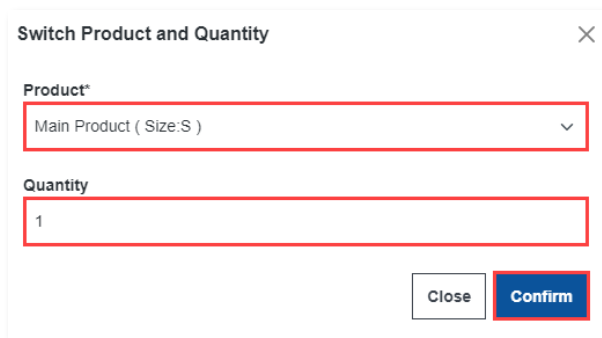 Switch Product and Quantity
Product*
Main Product ( Size:S )
Quantity
1
Close Confirm